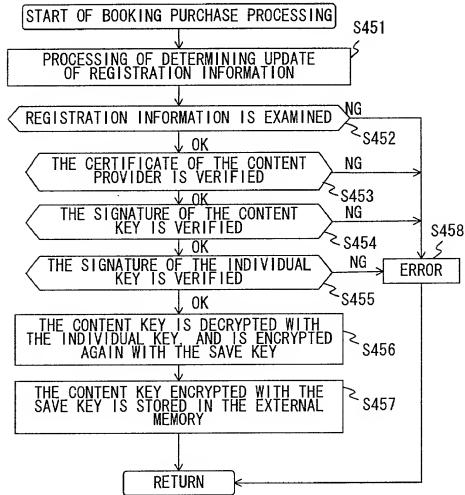 START OF BOOKING PURCHASE PROCESSING
S451
PROCESSING OF DETERMINING UPDATE
OF REGISTRATION INFORMATION
REGISTRATION INFORMATION IS EXAMINED
NG
S452
OK
THE CERTIFICATE OF THE CONTENT
PROVIDER IS VERIFIED
NG
S453
OK
THE SIGNATURE OF THE CONTENT
KEY IS VERIFIED
NG
S454
S458
OK
THE SIGNATURE OF THE INDIVIDUAL
KEY IS VERIFIED
NG
ERROR
S455
OK
THE CONTENT KEY IS DECRYPTED WITH
THE INDIVIDUAL KEY, AND IS ENCRYPTED
AGAIN WITH THE SAVE KEY
S456
THE CONTENT KEY ENCRYPTED WITH THE
SAVE KEY IS STORED IN THE EXTERNAL
MEMORY
S457
RETURN